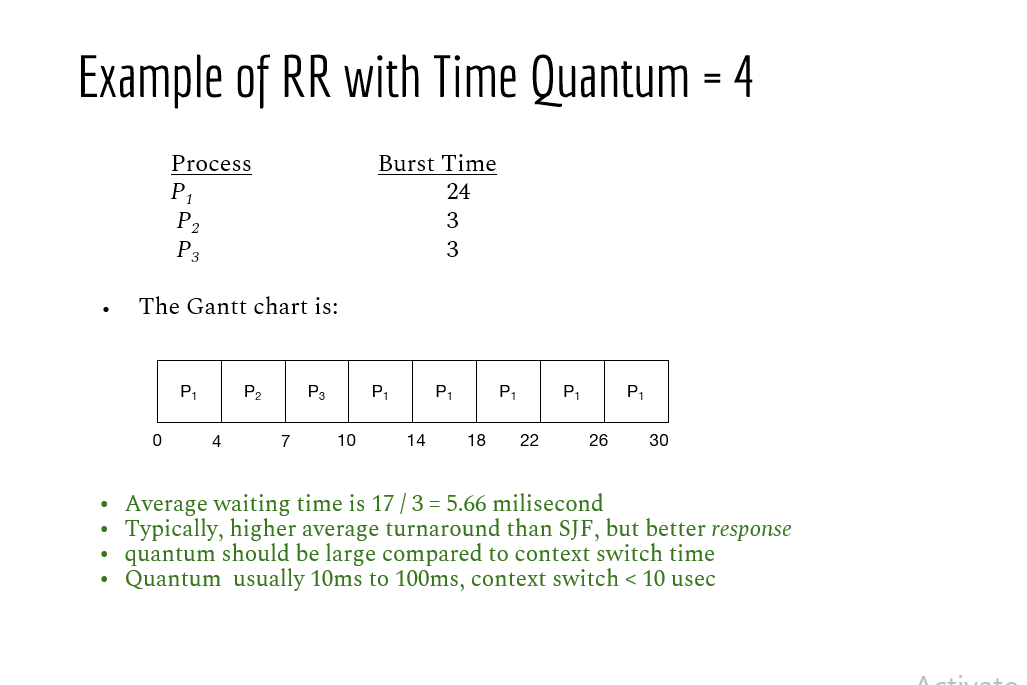 Example of RR with Time Quantum = 4
Process Burst Time
P1 24
P2 3
P3 3
• The Gantt chart is:
P1 P2 P3 P1 P1 P1 P1 P1
0 4 7 10 14 18 22 26 30
• Average waiting time is 17 / 3 = 5.66 milisecond
• Typically, higher average turnaround than SJF, but better response
• quantum should be large compared to context switch time
• Quantum usually 10ms to 100ms, context switch < 10 usec
Activate